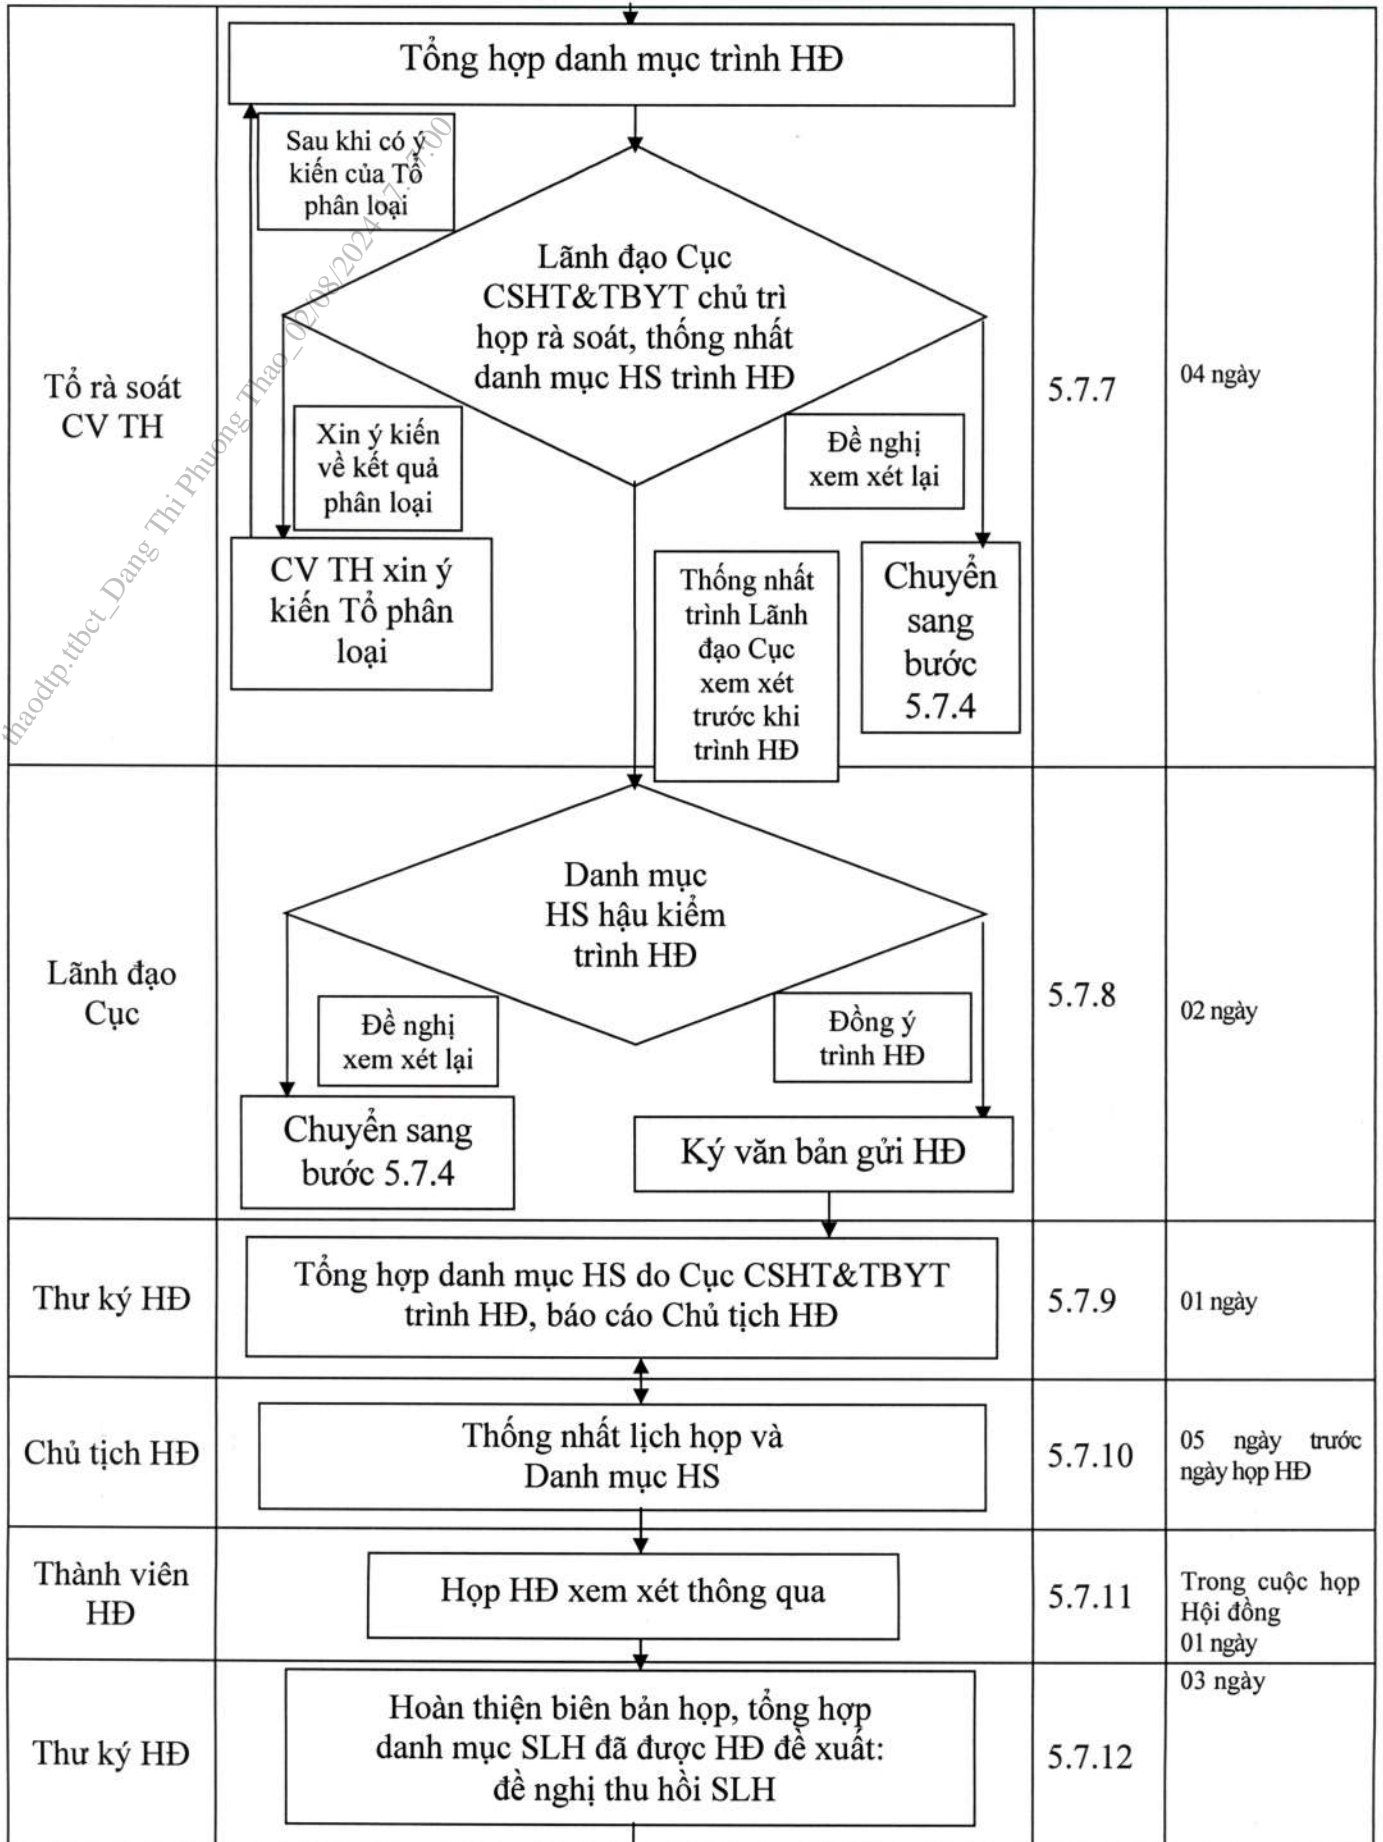 Tổng hợp danh mục trình HĐ
Sau khi có ý
kiến của Tổ
phân loại
Lãnh đạo Cục
CSHT&TBYT chủ trì
họp rà soát, thống nhất
danh mục HS trình HĐ
Tổ rà soát
CV TH
5.7.7
04 ngày
Xin ý kiến
về kết quả
phân loại
Đề nghị
xem xét lại
CV TH xin ý
kiến Tổ phân
loại
Thống nhất
trình Lãnh
đạo Cục
xem xét
trước khi
trình HĐ
Chuyển
sang
bước
5.7.4
thaodtp.ttbct_Dang Thi Phuong Thao_02/08/2024
Lãnh đạo
Cục
Danh mục
HS hậu kiểm
trình HĐ
5.7.8
02 ngày
Đề nghị
xem xét lại
Đồng ý
trình HĐ
Chuyển sang
bước 5.7.4
Ký văn bản gửi HĐ
Thư ký HĐ
Tổng hợp danh mục HS do Cục CSHT&TBYT
trình HĐ, báo cáo Chủ tịch HĐ
5.7.9
01 ngày
Chủ tịch HĐ
Thống nhất lịch họp và
Danh mục HS
5.7.10
05 ngày trước
ngày họp HĐ
Thành viên
HĐ
Họp HĐ xem xét thông qua
5.7.11
Trong cuộc họp
Hội đồng
01 ngày
Thư ký HĐ
Hoàn thiện biên bản họp, tổng hợp
danh mục SLH đã được HĐ đề xuất:
đề nghị thu hồi SLH
5.7.12
03 ngày